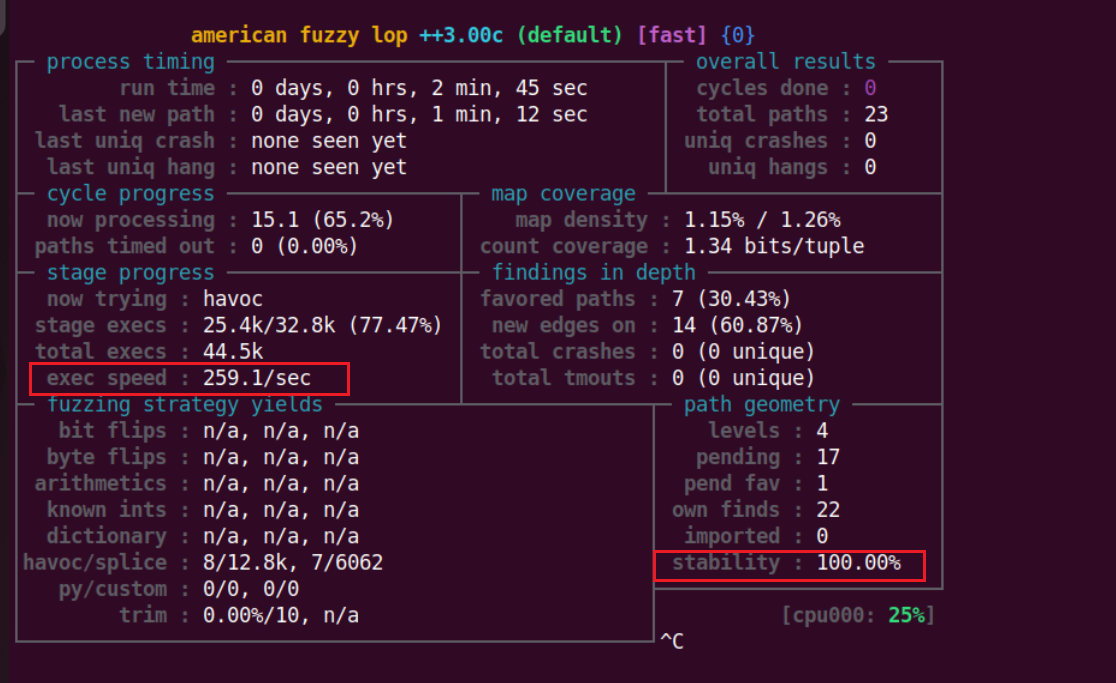 american fuzzy lop ++3.00c (default) [fast] {0}
process timing overall results
run time : 0 days, 0 hrs, 2 min, 45 sec cycles done : 0
last new path : 0 days, 0 hrs, 1 min, 12 sec total paths : 23
last uniq crash : none seen yet uniq crashes : 0
last uniq hang : none seen yet uniq hangs : 0
cycle progress map coverage
now processing : 15.1 (65.2%) map density : 1.15% / 1.26%
paths timed out : 0 (0.00%) count coverage : 1.34 bits/tuple
stage progress findings in depth
now trying : havoc favored paths : 7 (30.43%)
stage execs : 25.4k/32.8k (77.47%) new edges on : 14 (60.87%)
total execs : 44.5k total crashes : 0 (0 unique)
exec speed : 259.1/sec total tmouts : 0 (0 unique)
fuzzing strategy yields path geometry
bit flips : n/a, n/a, n/a levels : 4
byte flips : n/a, n/a, n/a pending : 17
arithmetics : n/a, n/a, n/a pend fav : 1
known ints : n/a, n/a, n/a own finds : 22
dictionary : n/a, n/a, n/a imported : 0
havoc/splice : 8/12.8k, 7/6062 stability : 100.00%
py/custom : 0/0, 0/0
trim : 0.00%/10, n/a [cpu000: 25%]
^C